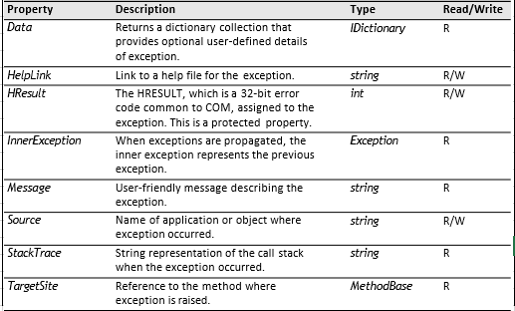 Property Description Type Read/Write
Data Returns a dictionary collection that IDictionary R
provides optional user-defined details
of exception.
HelpLink Link to a help file for the exception. string R/W
HResult The HRESULT, which is a 32-bit error int R/W
code common to COM, assigned to the
exception. This is a protected property.
InnerException When exceptions are propagated, the Exception R
inner exception represents the previous
exception.
Message User-friendly message describing the string R
exception.
Source Name of application or object where string R/W
exception occurred.
StackTrace String representation of the call stack string R
when the exception occurred.
TargetSite Reference to the method where MethodBase R
exception is raised.